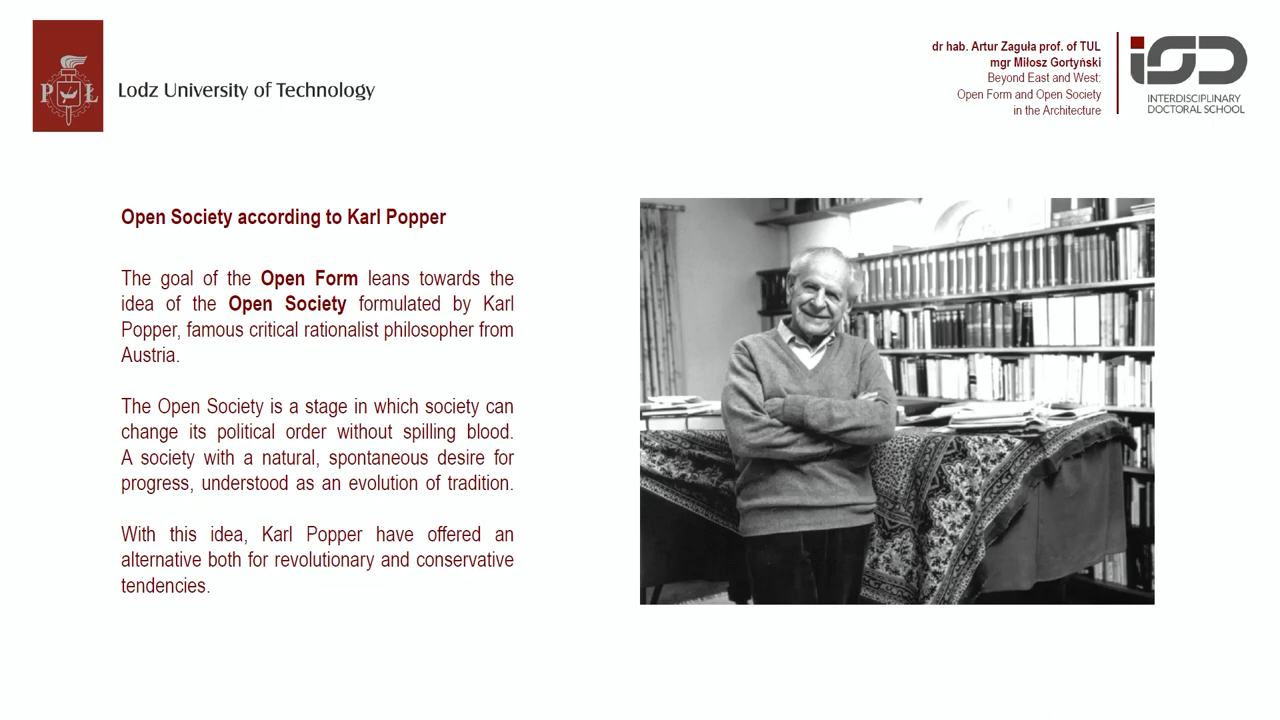 P Ł
Lodz University of Technology
dr hab. Artur Zaguła prof. of TUL
mgr Miłosz Gortyński
Beyond East and West:
Open Form and Open Society
in the Architecture
INTERDISCIPLINARY
DOCTORAL SCHOOL
Open Society according to Karl Popper
The goal of the Open Form leans towards the
idea of the Open Society formulated by Karl
Popper, famous critical rationalist philosopher from
Austria.
The Open Society is a stage in which society can
change its political order without spilling blood.
A society with a natural, spontaneous desire for
progress, understood as an evolution of tradition.
With this idea, Karl Popper have offered an
alternative both for revolutionary and conservative
tendencies.